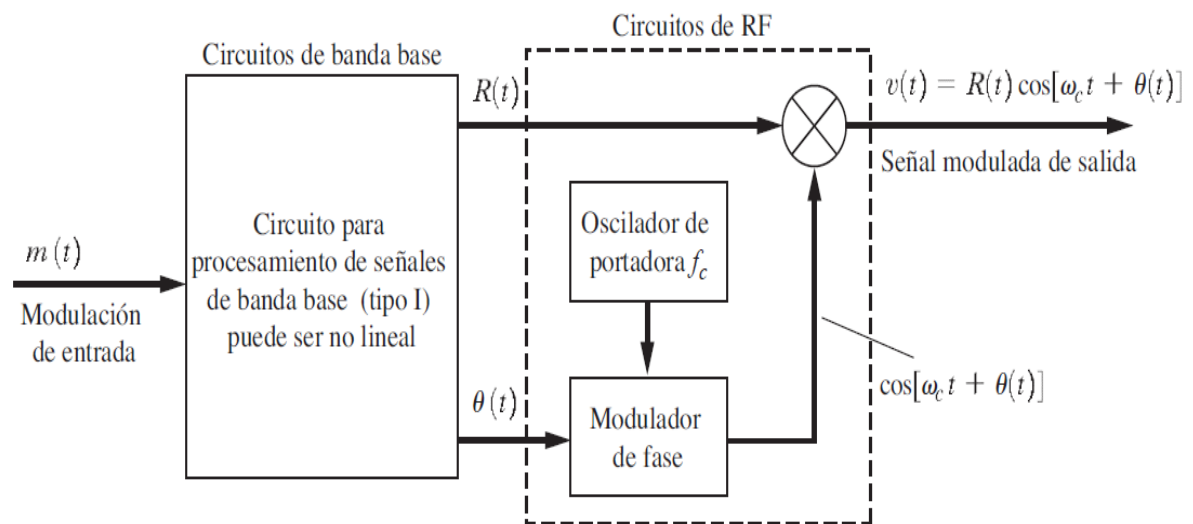 Circuitos de RF
Circuitos de banda base
R(t)
v(t) = R(t) cos[ω_c t + θ(t)]
Señal modulada de salida
m(t)
Modulación
de entrada
Circuito para
procesamiento de señales
de banda base (tipo I)
puede ser no lineal
Oscilador de
portadora f_c
θ(t)
Modulador
de fase
cos[ω_c t + θ(t)]